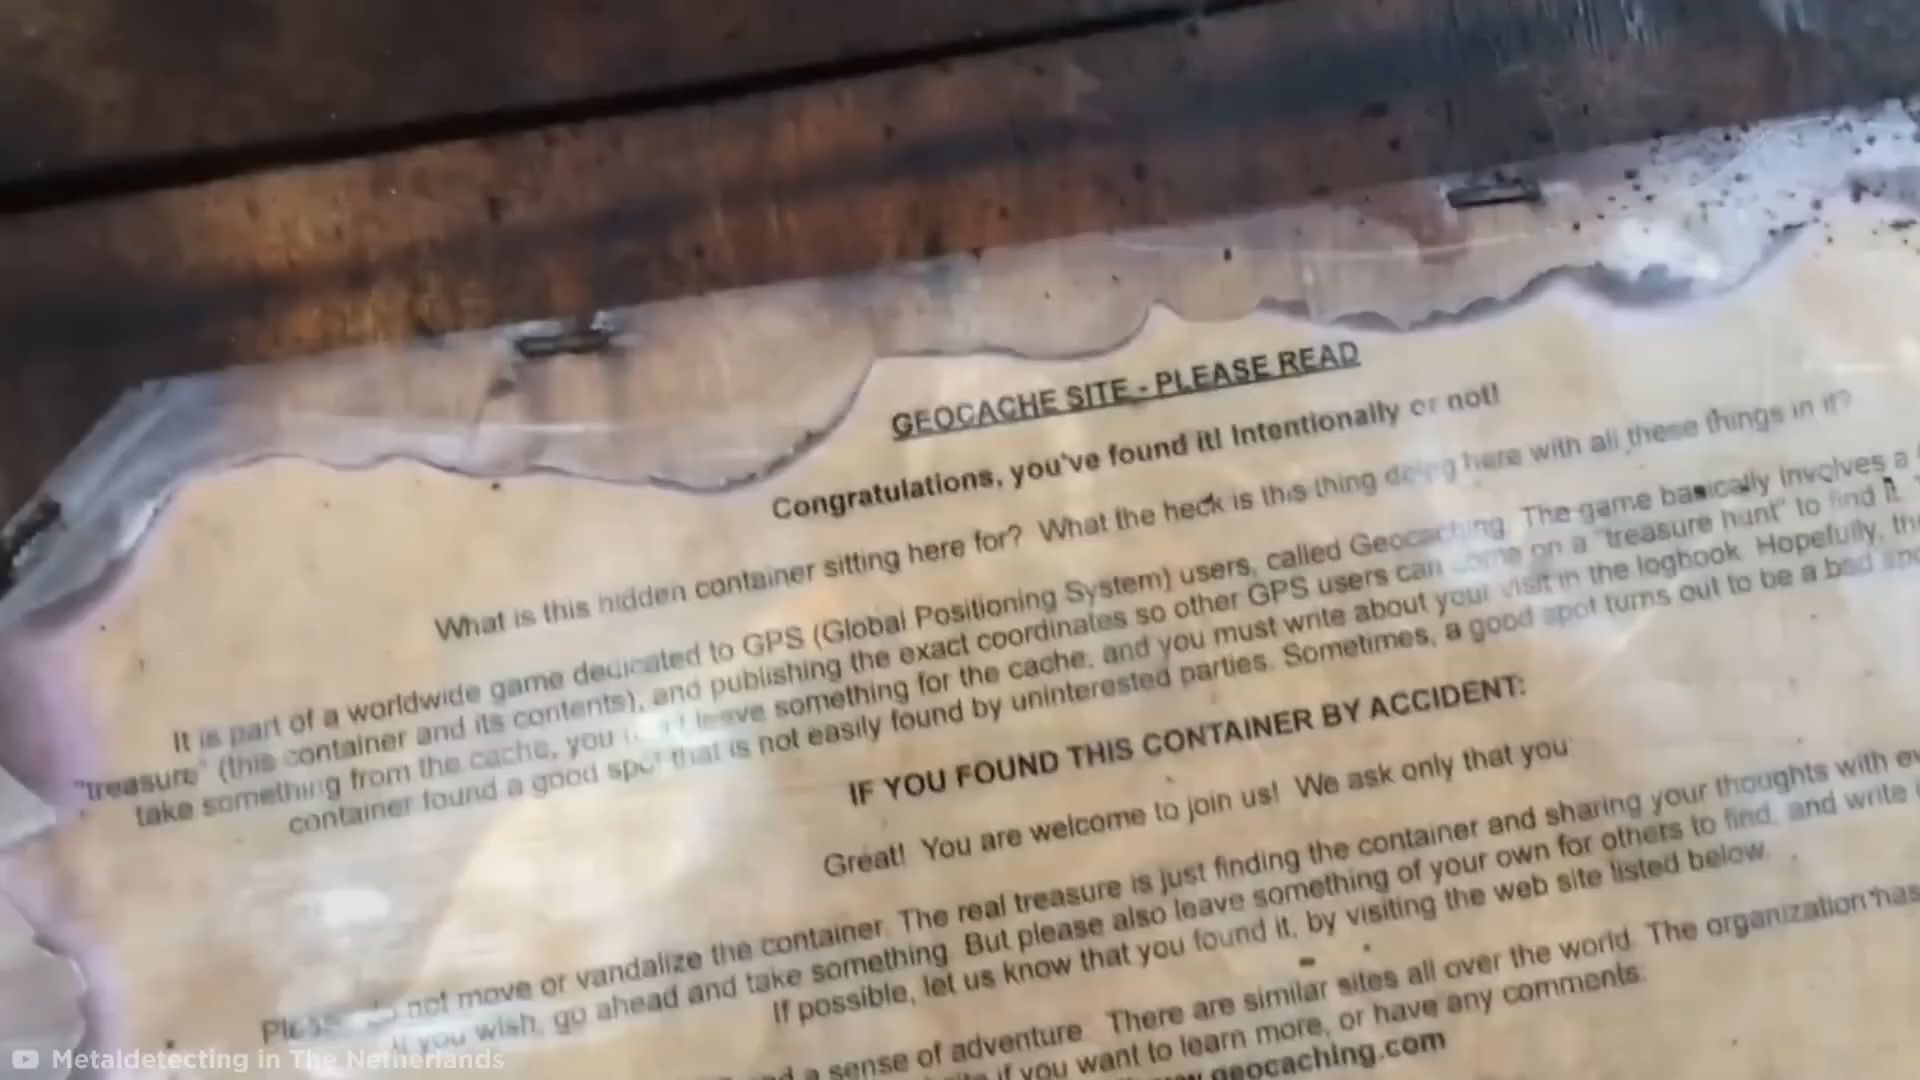 GEOCACHE SITE - PLEASE READ
Congratulations, you've found it! Intentionally or not!
What is this hidden container sitting here for? What the heck is this thing doing here with all these things in it?
It is part of a worldwide game dedicated to GPS (Global Positioning System) users, called Geocaching. The game basically involves a
"treasure" (this container and its contents), and publishing the exact coordinates so other GPS users can come on a "treasure hunt" to find it.
take something from the cache, you leave something for the cache, and you must write about your visit in the logbook. Hopefully,
container found a good spot that is not easily found by uninterested parties. Sometimes, a good spot turns out to be a bad
IF YOU FOUND THIS CONTAINER BY ACCIDENT:
Great! You are welcome to join us! We ask only that you
Please do not move or vandalize the container. The real treasure is just finding the container and sharing your thoughts with
If you wish, go ahead and take something. But please also leave something of your own for others to find, and write
If possible, let us know that you found it, by visiting the web site listed below.
a sense of adventure. There are similar sites all over the world. The organization has
if you want to learn more, or have any comments:
geocaching.com
Metaldetecting in The Netherlands